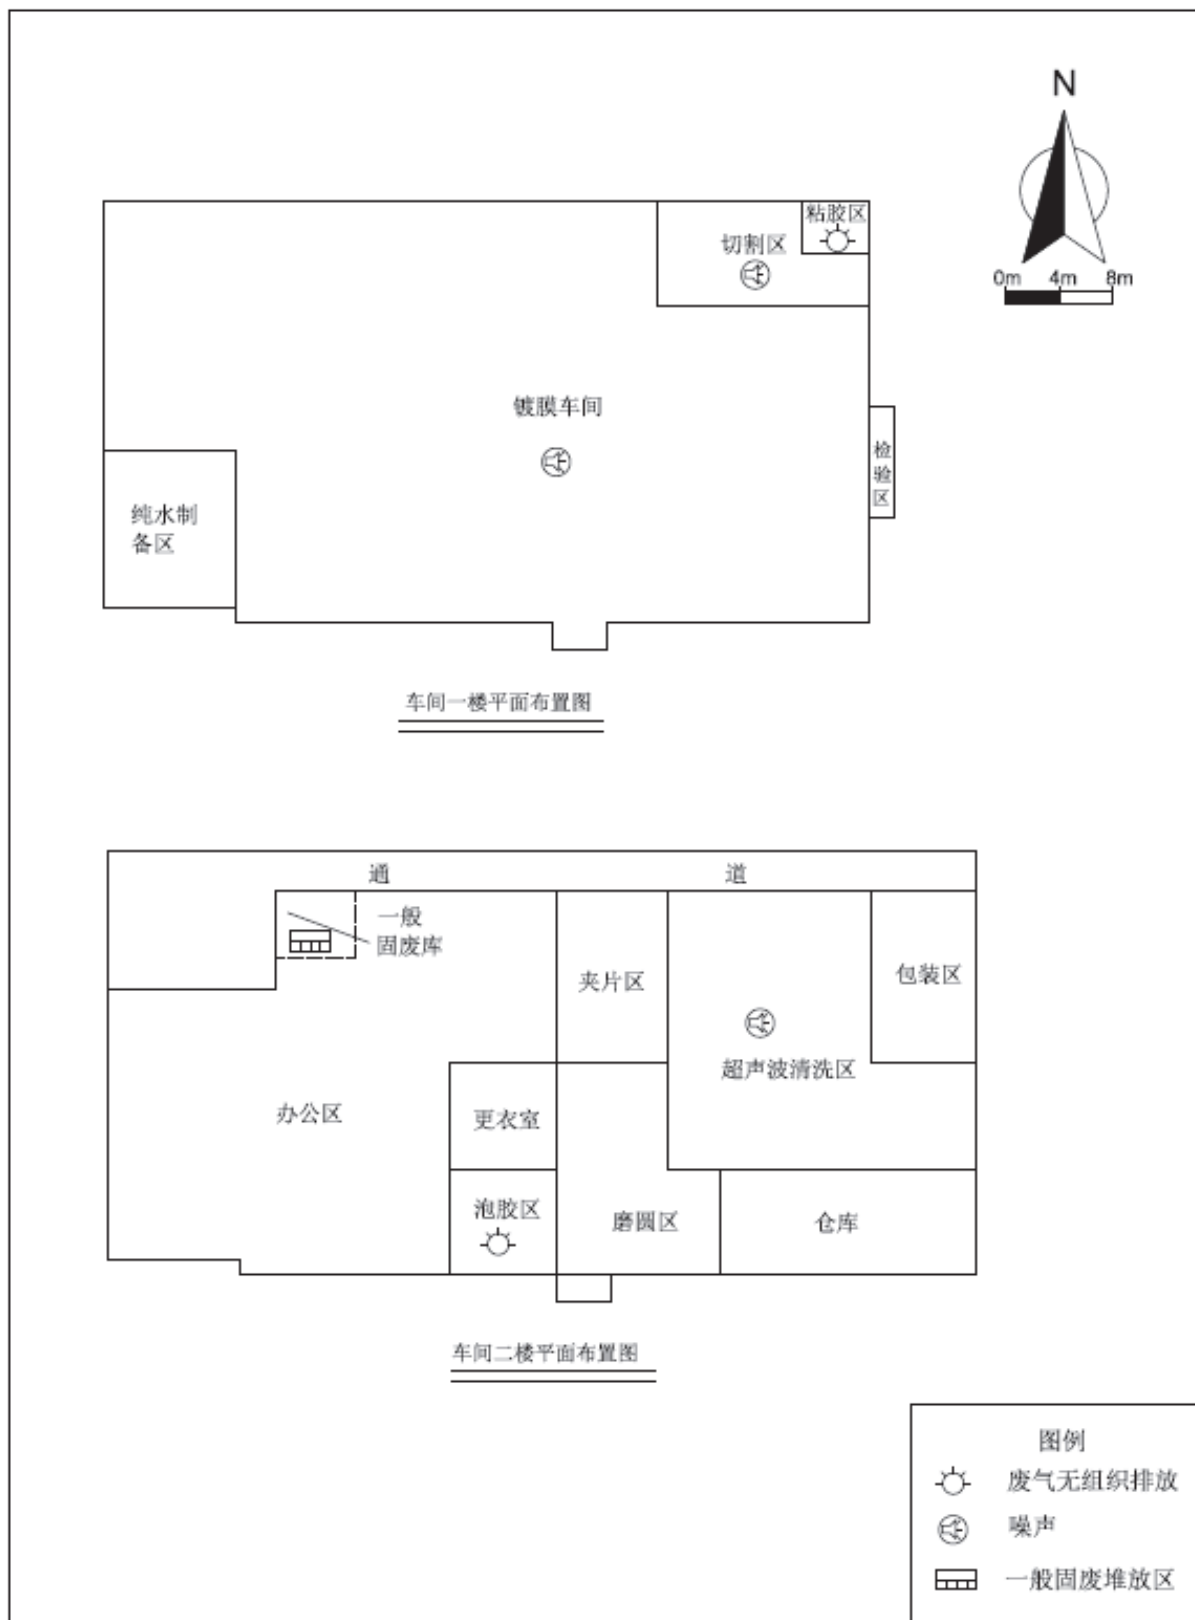 N
0m 4m 8m
粘胶区
切割区
镀膜车间
检验区
纯水制
备区
车间一楼平面布置图
通 道
一般
固废库
夹片区
包装区
超声波清洗区
办公区
更衣室
泡胶区
磨圆区
仓库
车间二楼平面布置图
图例
废气无组织排放
噪声
一般固废堆放区